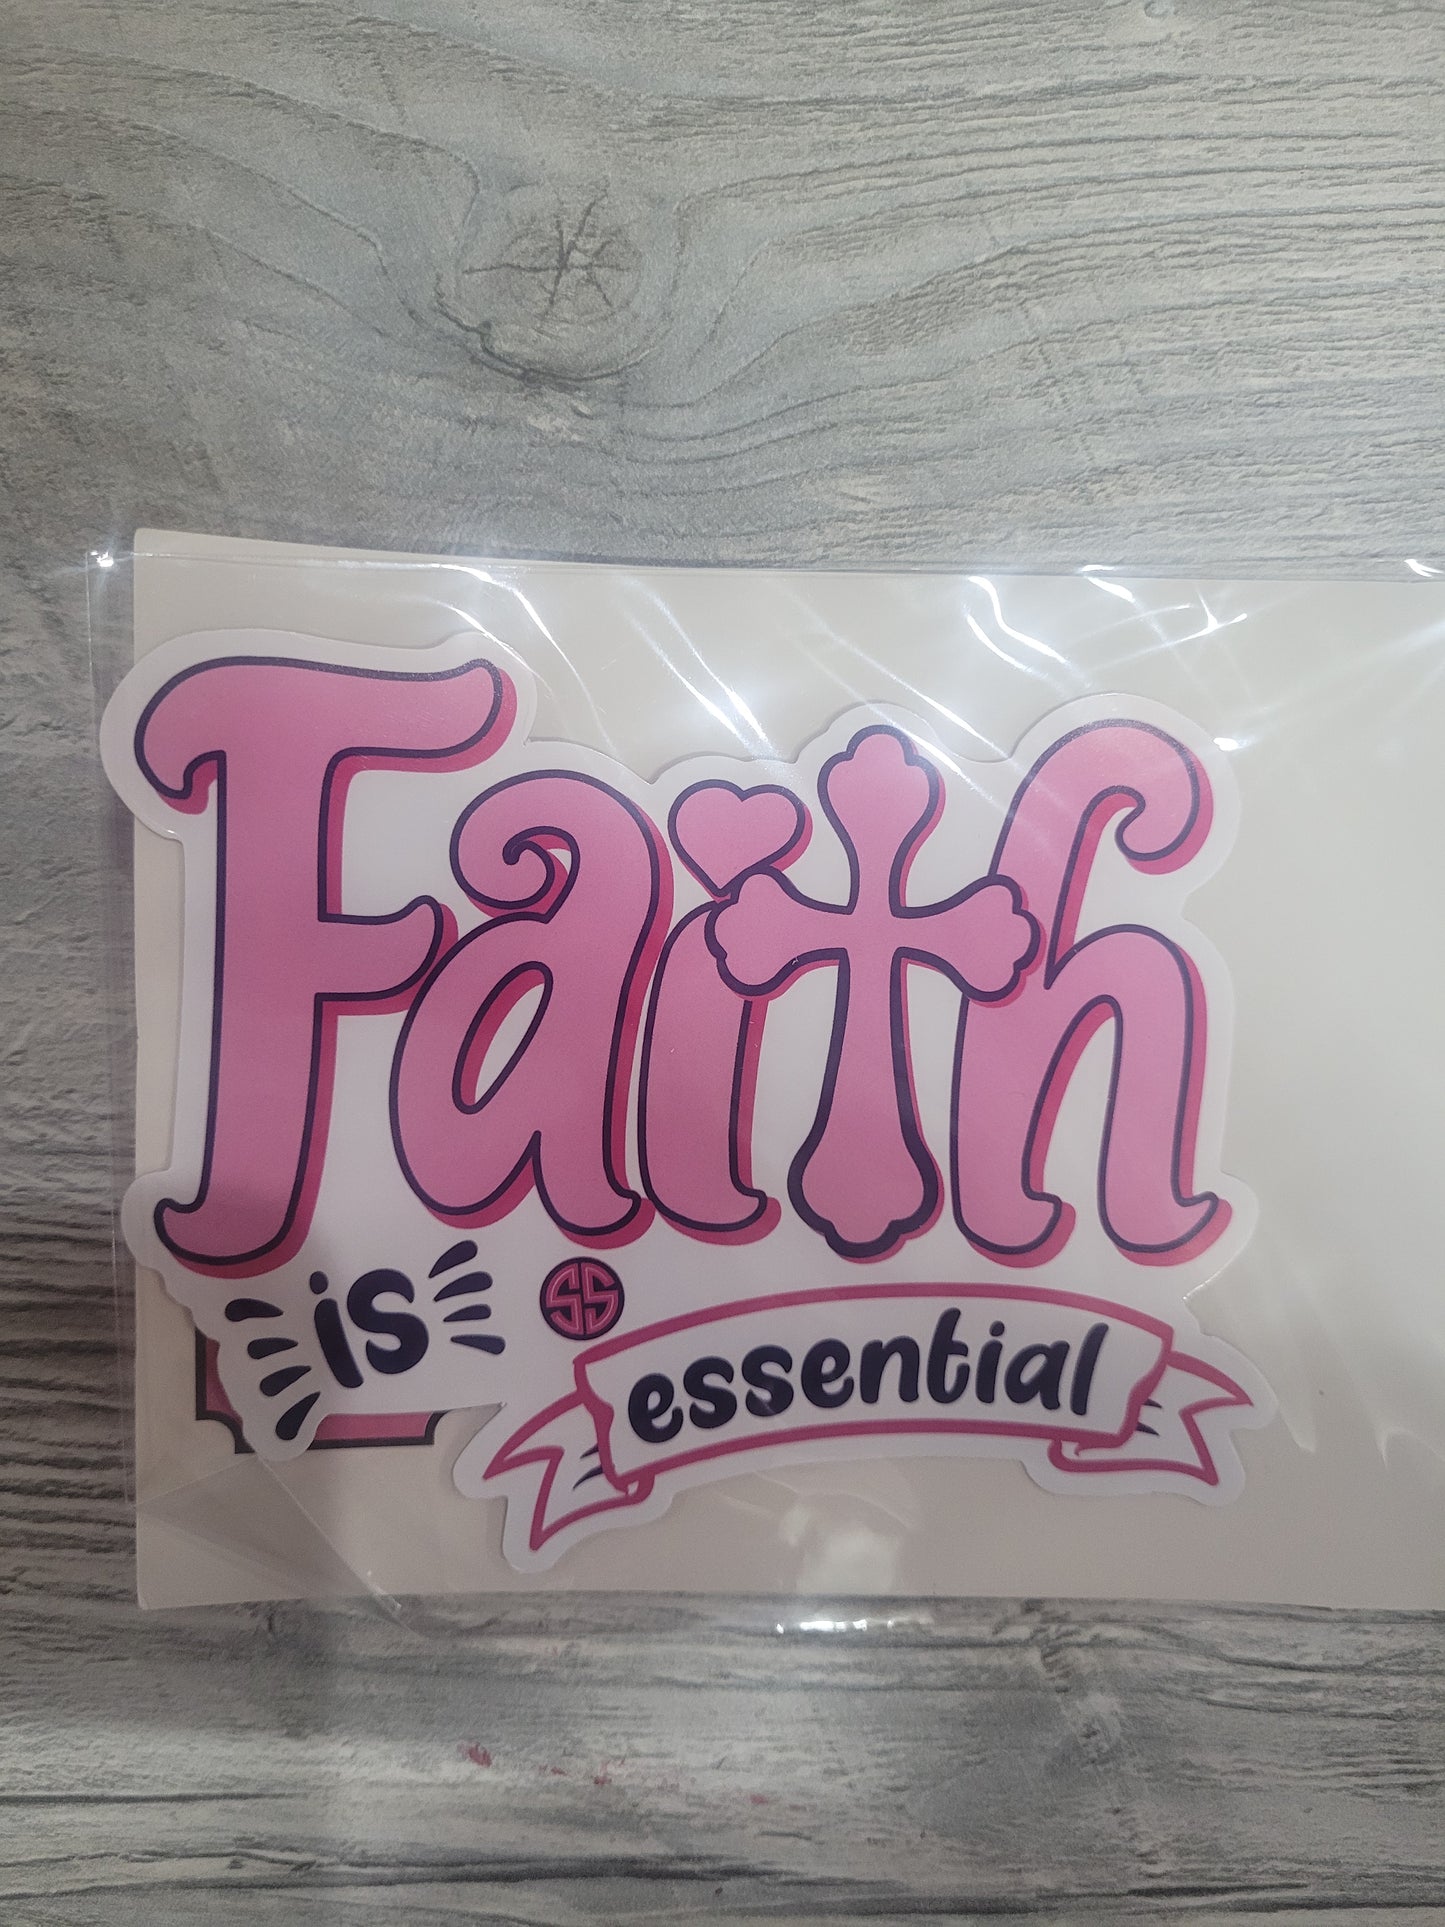 Faith
is
SS
essential